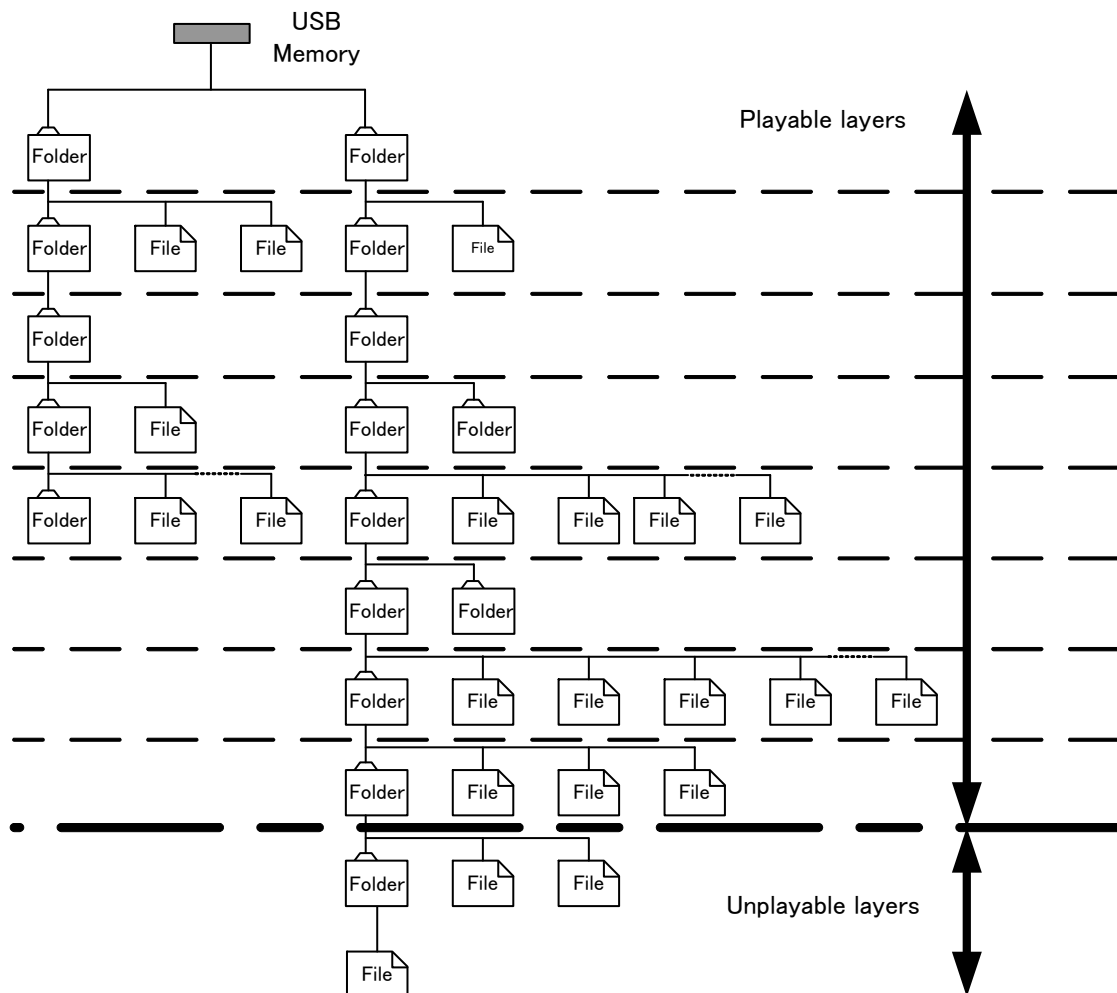 USB
Memory
Playable layers
Folder Folder
Folder File File Folder File
Folder Folder
Folder File Folder Folder
Folder File File Folder File File File File
Folder Folder
Folder File File File File File
Folder File File File
Folder File File
Unplayable layers
File